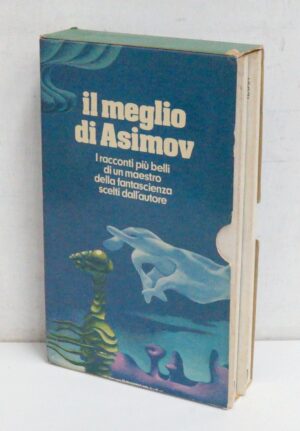 il meglio
di Asimov
I racconti più belli
di un maestro
della fantascienza
scelti dall'autore